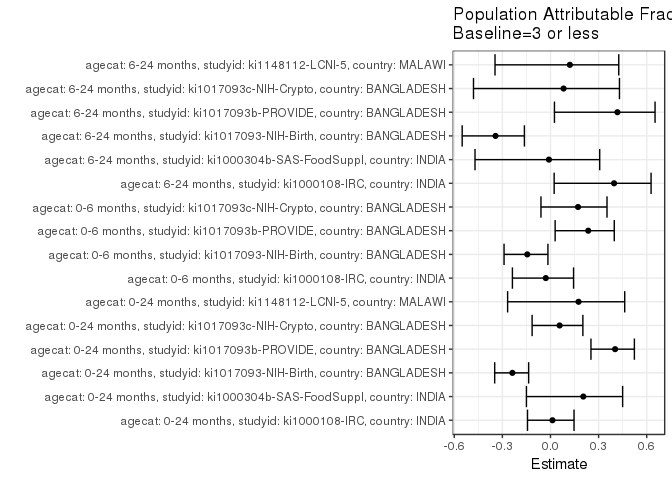 Population Attributable Frac
Baseline=3 or less
agecat: 6-24 months, studyid: ki1148112-LCNI-5, country: MALAWI
agecat: 6-24 months, studyid: ki1017093c-NIH-Crypto, country: BANGLADESH
agecat: 6-24 months, studyid: ki1017093b-PROVIDE, country: BANGLADESH
agecat: 6-24 months, studyid: ki1017093-NIH-Birth, country: BANGLADESH
agecat: 6-24 months, studyid: ki1000304b-SAS-FoodSuppl, country: INDIA
agecat: 6-24 months, studyid: ki1000108-IRC, country: INDIA
agecat: 0-6 months, studyid: ki1017093c-NIH-Crypto, country: BANGLADESH
agecat: 0-6 months, studyid: ki1017093b-PROVIDE, country: BANGLADESH
agecat: 0-6 months, studyid: ki1017093-NIH-Birth, country: BANGLADESH
agecat: 0-6 months, studyid: ki1000108-IRC, country: INDIA
agecat: 0-24 months, studyid: ki1148112-LCNI-5, country: MALAWI
agecat: 0-24 months, studyid: ki1017093c-NIH-Crypto, country: BANGLADESH
agecat: 0-24 months, studyid: ki1017093b-PROVIDE, country: BANGLADESH
agecat: 0-24 months, studyid: ki1017093-NIH-Birth, country: BANGLADESH
agecat: 0-24 months, studyid: ki1000304b-SAS-FoodSuppl, country: INDIA
agecat: 0-24 months, studyid: ki1000108-IRC, country: INDIA
-0.6 -0.3 0.0 0.3 0.6
Estimate